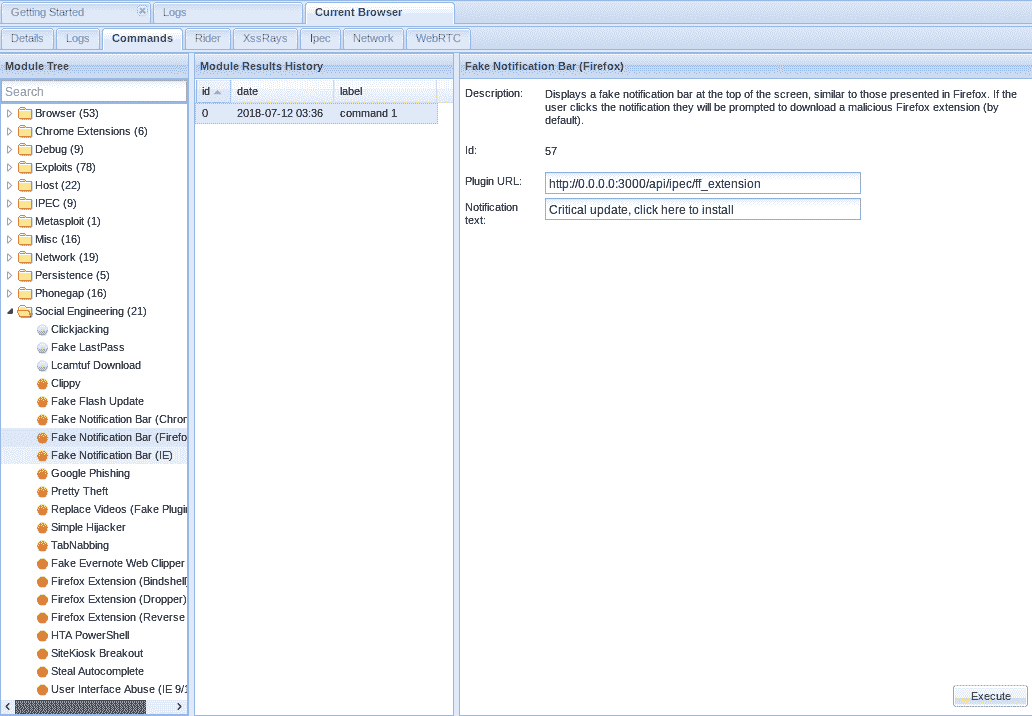 Getting Started
Logs
Current Browser
Details
Logs
Commands
Rider
XssRays
Ipec
Network
WebRTC
Module Tree
Search
Browser (53)
Chrome Extensions (6)
Debug (9)
Exploits (78)
Host (22)
IPEC (9)
Metasploit (1)
Misc (16)
Network (19)
Persistence (5)
Phonegap (16)
Social Engineering (21)
Clickjacking
Fake LastPass
Lcamtuf Download
Clippy
Fake Flash Update
Fake Notification Bar (Chror
Fake Notification Bar (Firefo
Fake Notification Bar (IE)
Google Phishing
Pretty Theft
Replace Videos (Fake Plugin
Simple Hijacker
TabNabbing
Fake Evernote Web Clipper
Firefox Extension (Bindshell)
Firefox Extension (Dropper)
Firefox Extension (Reverse
HTA PowerShell
SiteKiosk Breakout
Steal Autocomplete
User Interface Abuse (IE 9/1
Module Results History
id date label
0 2018-07-12 03:36 command 1
Fake Notification Bar (Firefox)
Description: Displays a fake notification bar at the top of the screen, similar to those presented in Firefox. If the
user clicks the notification they will be prompted to download a malicious Firefox extension (by
default).
Id: 57
Plugin URL: http://0.0.0.0:3000/api/ipec/ff_extension
Notification
text: Critical update, click here to install
Execute